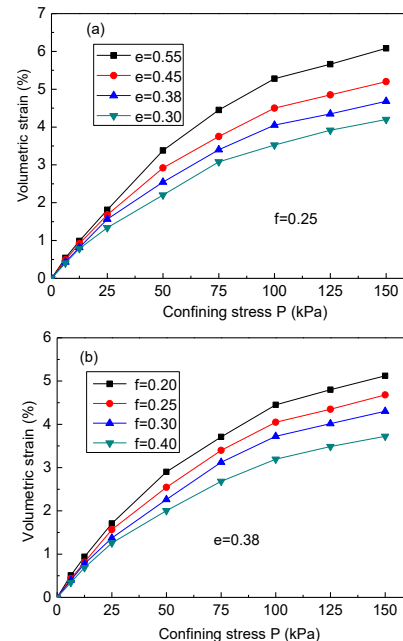 (a)
e=0.55
e=0.45
e=0.38
e=0.30
f=0.25
Volumetric strain (%)
7
6
5
4
3
2
1
0
0 25 50 75 100 125 150
Confining stress P (kPa)
(b)
f=0.20
f=0.25
f=0.30
f=0.40
e=0.38
Volumetric strain (%)
6
5
4
3
2
1
0
0 25 50 75 100 125 150
Confining stress P (kPa)